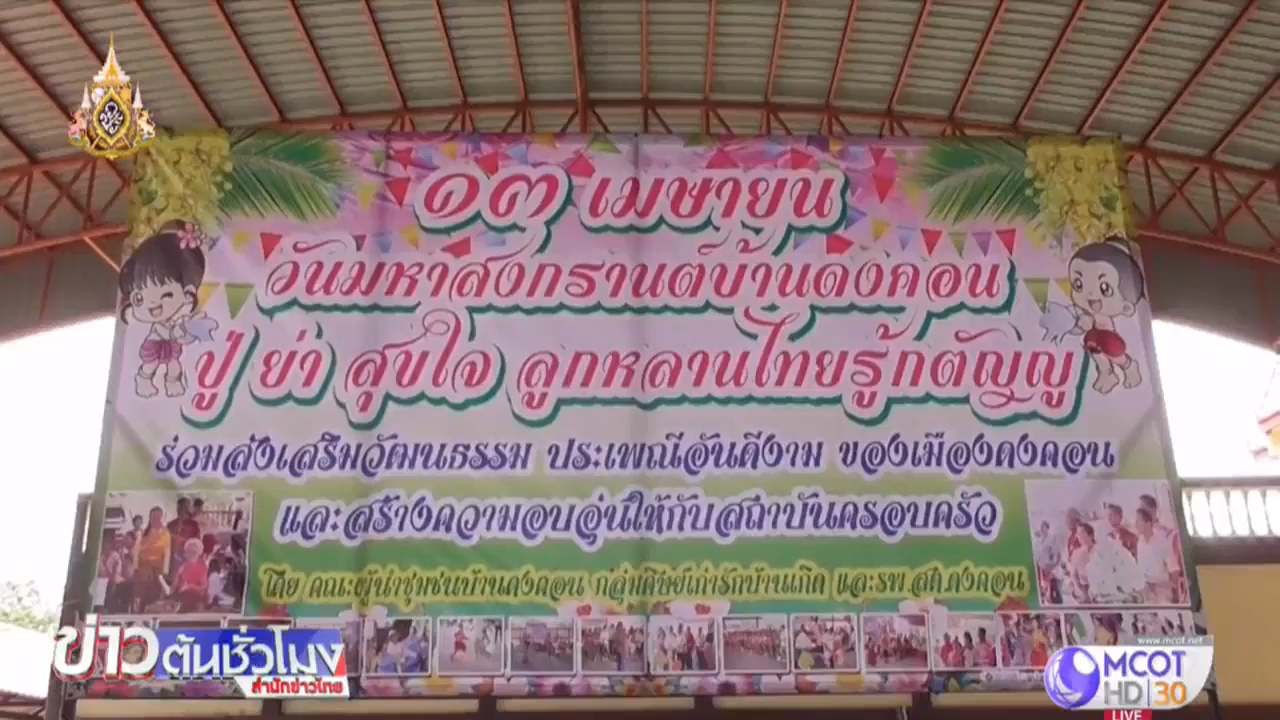 ๑๓ เมษายน
วันมหาสงกรานต์บ้านดงคอน
ปู่ ย่า สุขใจ ลูกหลานไทยรู้กตัญญู
ร่วมส่งเสริมวัฒนธรรม ประเพณีอันดีงาม ของเมืองดงคอน
และสร้างความอบอุ่นให้กับสถาบันครอบครัว
โดย คณะผู้นำชุมชนบ้านดงคอน กลุ่มศิษย์เก่ารักบ้านเกิด และรพ.สต.ดงคอน
ข่าวต้นชั่วโมง
สำนักข่าวไทย
www.mcot.net
MCOT
HD 30
LIVE